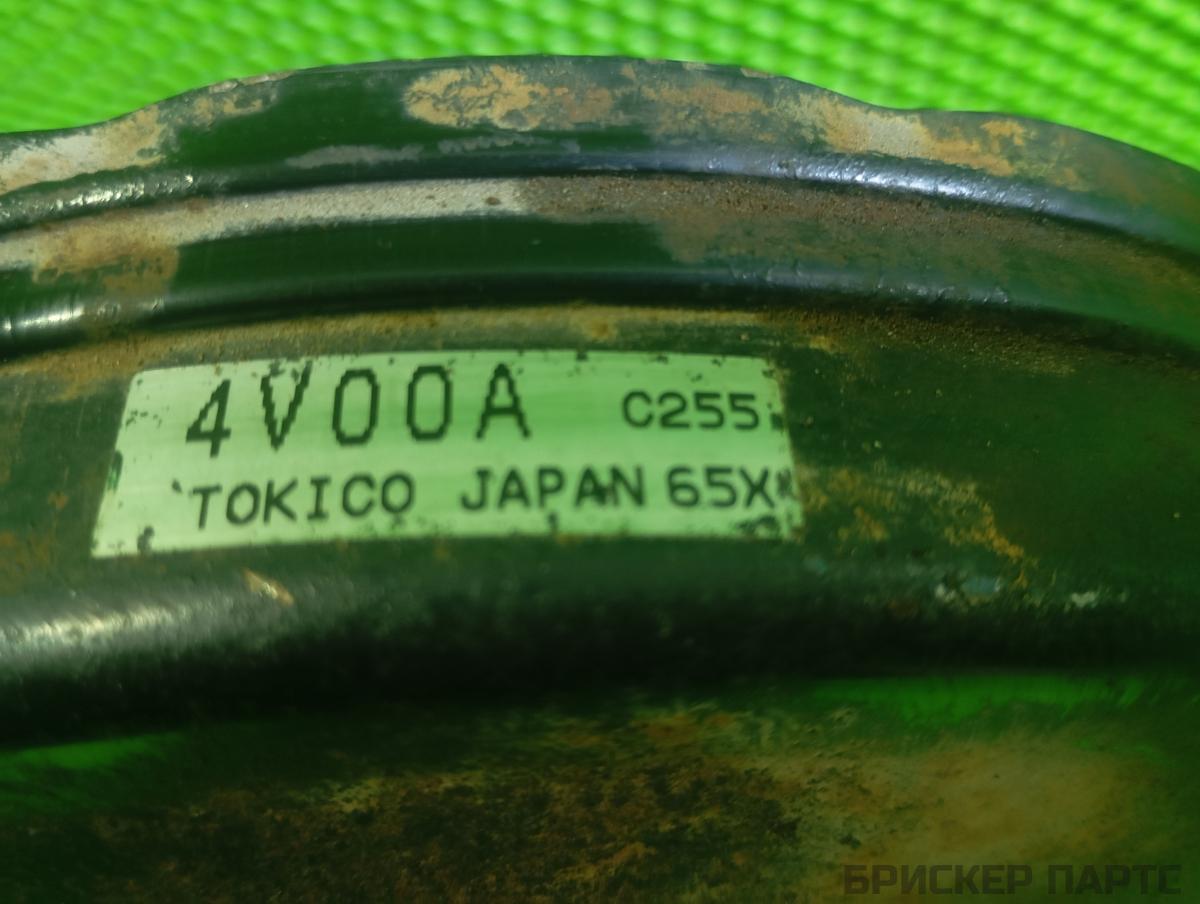 4V00A C255
TOKICO JAPAN 65X
БРИСКЕР ПАРТС